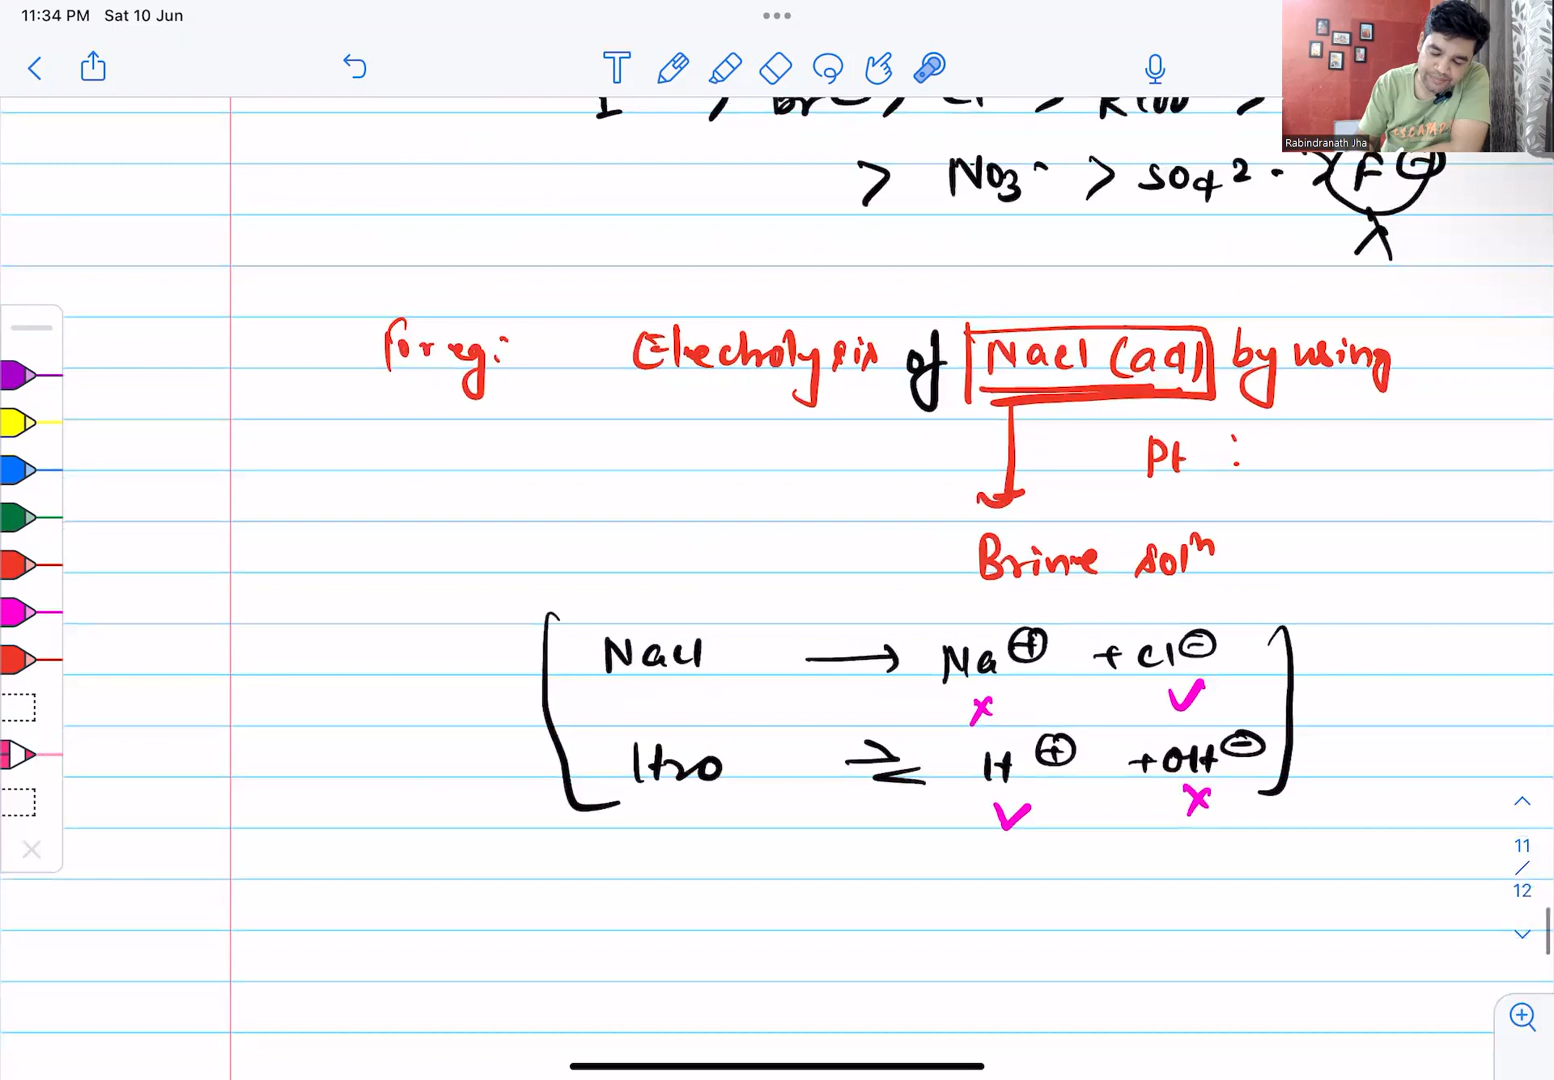 11:34 PM Sat 10 Jun
Rabindranath Jha
> NO3⁻ > SO4²⁻ > F⊖
X
For eg: Electrolysis of NaCl (aq) by using
Pt :
Brine solⁿ
NaCl ⟶ Na⊕ + Cl⊖
x ✓
H2O ⇌ H⊕ + OH⊖
✓ x
11
/
12